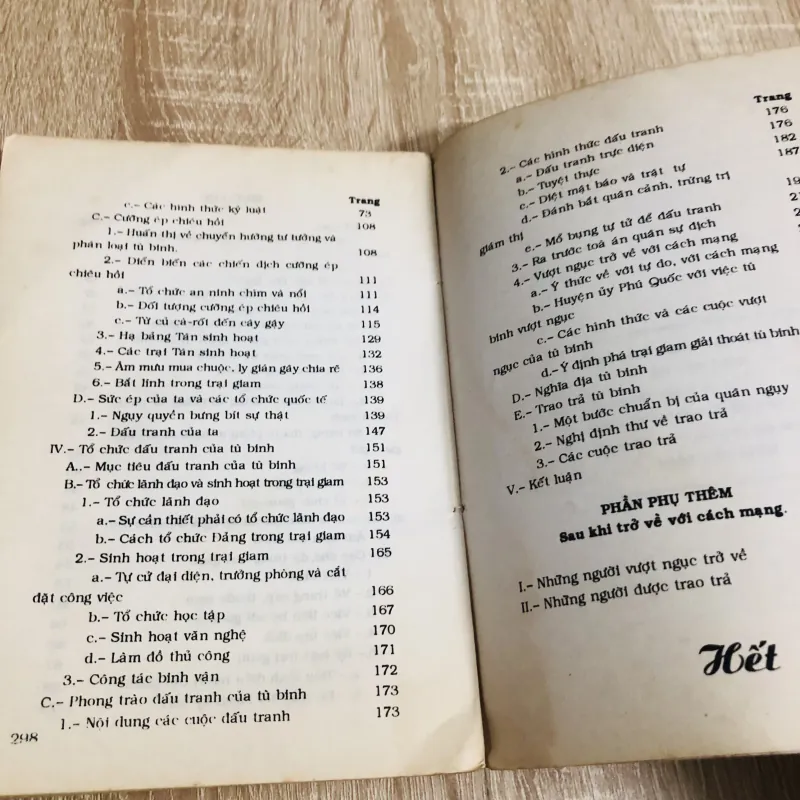 Trang
c.- Các hình thức kỷ luật 73
C.- Cưỡng ép chiêu hồi 108
1.- Huấn thị về chuyển hướng tư tưởng và
phân loại tù binh. 108
2.- Diễn biến các chiến dịch cưỡng ép
chiêu hồi 111
a.- Tổ chức an ninh chìm và nổi 111
b.- Đối tượng cưỡng ép chiêu hồi 114
c.- Từ củ cà-rốt đến cây gậy 115
3.- Hạ bảng Tân sinh hoạt 129
4.- Các trại Tân sinh hoạt 132
5.- Âm mưu mua chuộc, ly gián gây chia rẽ 136
6.- Bất lính trong trại giam 138
D.- Sức ép của ta và các tổ chức quốc tế 139
1.- Ngụy quyền bưng bít sự thật 139
2.- Đấu tranh của ta 147
IV.- Tổ chức đấu tranh của tù binh 151
A..- Mục tiêu đấu tranh của tù binh 151
B.- Tổ chức lãnh đạo và sinh hoạt trong trại giam 153
1.- Tổ chức lãnh đạo 153
a.- Sự cần thiết phải có tổ chức lãnh đạo 153
b.- Cách tổ chức Đảng trong trại giam 154
2.- Sinh hoạt trong trại giam 165
a.- Tự cử đại diện, trưởng phòng và cắt
đặt công việc 166
b.- Tổ chức học tập 167
c.- Sinh hoạt văn nghệ 170
d.- Làm đồ thủ công 171
3.- Công tác binh vận 172
C.- Phong trào đấu tranh của tù binh 173
1.- Nội dung các cuộc đấu tranh 173
298
Trang
2.- Các hình thức đấu tranh 176
a.- Đấu tranh trực diện 176
b.- Tuyệt thực 182
c.- Diệt mật báo và trật tự 187
d.- Đánh bắt quân cảnh, trừng trị
giám thị
e.- Mổ bụng tự tử để đấu tranh
3.- Ra trước toà án quân sự địch
4.- Vượt ngục trở về với cách mạng
a.- Ý thức về với tự do, với cách mạng
b.- Huyện ủy Phú Quốc với việc tù
binh vượt ngục
c.- Các hình thức và các cuộc vượt
ngục của tù binh
d.- Ý định phá trại giam giải thoát tù binh
D.- Nghĩa địa tù binh
E.- Trao trả tù binh
1.- Một bước chuẩn bị của quân ngụy
2.- Nghị định thư về trao trả
3.- Các cuộc trao trả
V.- Kết luận
PHẦN PHỤ THÊM
Sau khi trở về với cách mạng.
I.- Những người vượt ngục trở về
II.- Những người được trao trả
Hết